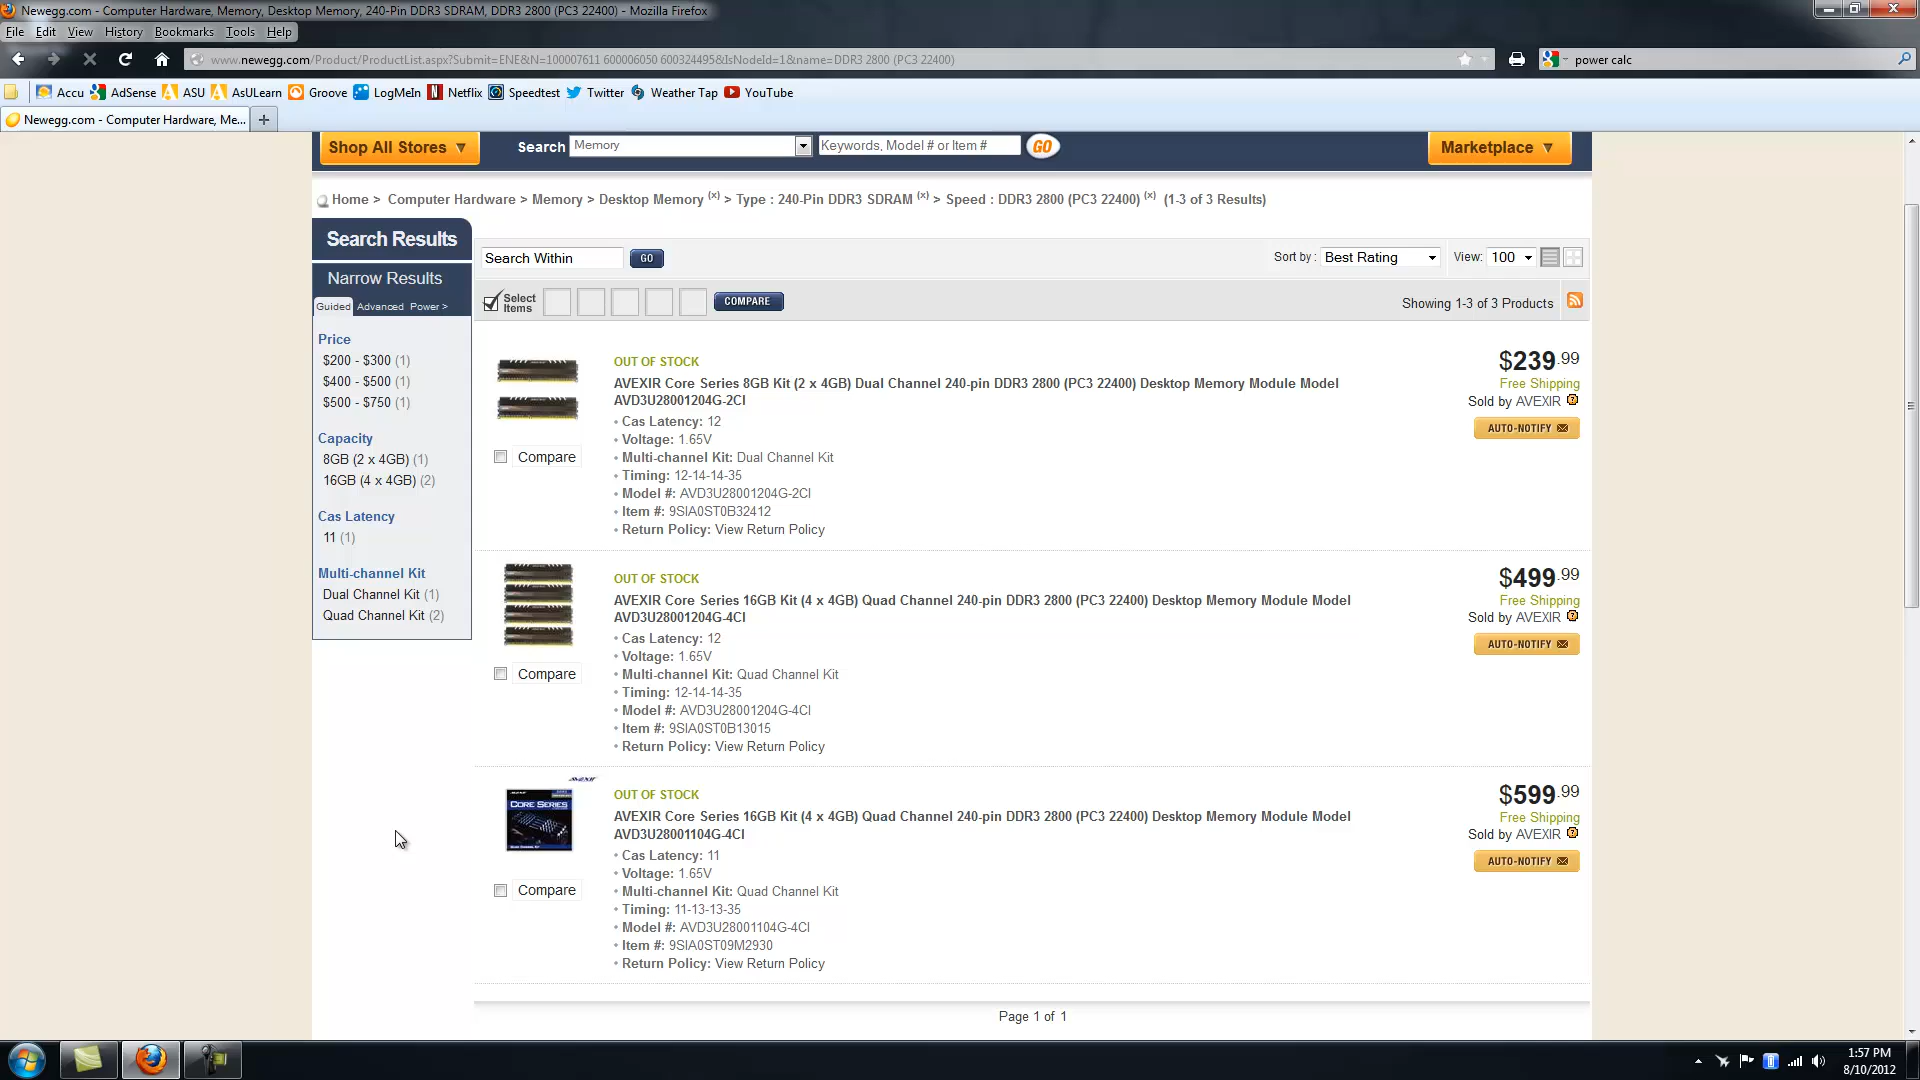 Newegg.com - Computer Hardware, Memory, Desktop Memory, 240-Pin DDR3 SDRAM, DDR3 2800 (PC3 22400) - Mozilla Firefox
File Edit View History Bookmarks Tools Help
www.newegg.com/Product/ProductList.aspx?Submit=ENE&N=100007611 600006050 600324495&IsNodeId=1&name=DDR3 2800 (PC3 22400)
power calc
Accu AdSense ASU AsULearn Groove LogMeIn Netflix Speedtest Twitter Weather Tap YouTube
Newegg.com - Computer Hardware, Me...
Shop All Stores ▼ Search Memory Keywords, Model # or Item # GO Marketplace ▼
Home > Computer Hardware > Memory > Desktop Memory (x) > Type : 240-Pin DDR3 SDRAM (x) > Speed : DDR3 2800 (PC3 22400) (x) (1-3 of 3 Results)
Search Results
Narrow Results
Guided Advanced Power >
Price
$200 - $300 (1)
$400 - $500 (1)
$500 - $750 (1)
Capacity
8GB (2 x 4GB) (1)
16GB (4 x 4GB) (2)
Cas Latency
11 (1)
Multi-channel Kit
Dual Channel Kit (1)
Quad Channel Kit (2)
Search Within GO Sort by : Best Rating View: 100
Select Items COMPARE Showing 1-3 of 3 Products
OUT OF STOCK
AVEXIR Core Series 8GB Kit (2 x 4GB) Dual Channel 240-pin DDR3 2800 (PC3 22400) Desktop Memory Module Model
AVD3U28001204G-2CI
• Cas Latency: 12
• Voltage: 1.65V
• Multi-channel Kit: Dual Channel Kit
• Timing: 12-14-14-35
• Model #: AVD3U28001204G-2CI
• Item #: 9SIA0ST0B32412
• Return Policy: View Return Policy
Compare
$239.99
Free Shipping
Sold by AVEXIR
AUTO-NOTIFY
OUT OF STOCK
AVEXIR Core Series 16GB Kit (4 x 4GB) Quad Channel 240-pin DDR3 2800 (PC3 22400) Desktop Memory Module Model
AVD3U28001204G-4CI
• Cas Latency: 12
• Voltage: 1.65V
• Multi-channel Kit: Quad Channel Kit
• Timing: 12-14-14-35
• Model #: AVD3U28001204G-4CI
• Item #: 9SIA0ST0B13015
• Return Policy: View Return Policy
Compare
$499.99
Free Shipping
Sold by AVEXIR
AUTO-NOTIFY
AVEXIR
CORE SERIES
OUT OF STOCK
AVEXIR Core Series 16GB Kit (4 x 4GB) Quad Channel 240-pin DDR3 2800 (PC3 22400) Desktop Memory Module Model
AVD3U28001104G-4CI
• Cas Latency: 11
• Voltage: 1.65V
• Multi-channel Kit: Quad Channel Kit
• Timing: 11-13-13-35
• Model #: AVD3U28001104G-4CI
• Item #: 9SIA0ST09M2930
• Return Policy: View Return Policy
Compare
$599.99
Free Shipping
Sold by AVEXIR
AUTO-NOTIFY
Page 1 of 1
1:57 PM
8/10/2012